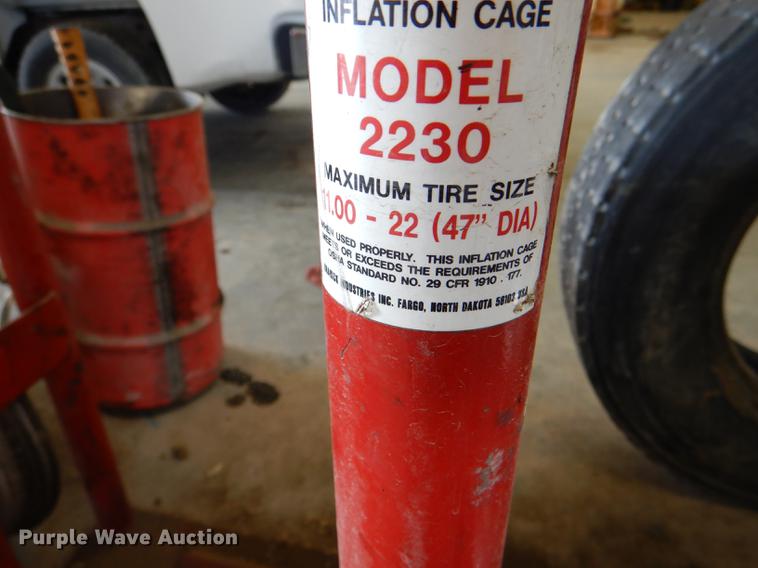 INFLATION CAGE
MODEL
2230
MAXIMUM TIRE SIZE
11.00 - 22 (47" DIA)
WHEN USED PROPERLY. THIS INFLATION CAGE
MEETS OR EXCEEDS THE REQUIREMENTS OF
OSHA STANDARD NO. 29 CFR 1910 . 177.
INDUSTRIES INC. FARGO, NORTH DAKOTA 58102 USA
Purple Wave Auction